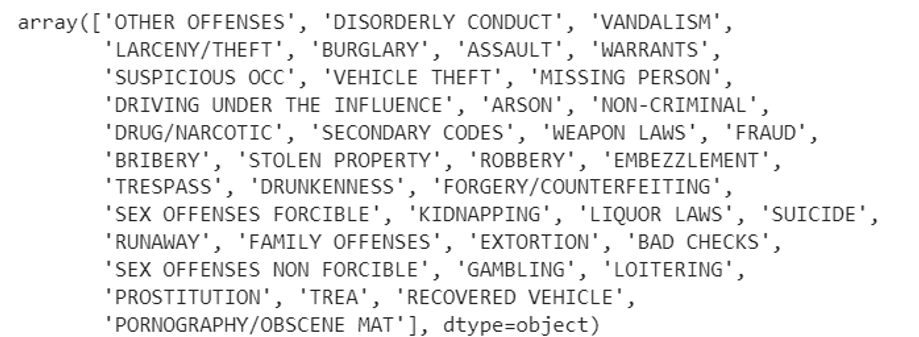 array(['OTHER OFFENSES', 'DISORDERLY CONDUCT', 'VANDALISM',
'LARCENY/THEFT', 'BURGLARY', 'ASSAULT', 'WARRANTS',
'SUSPICIOUS OCC', 'VEHICLE THEFT', 'MISSING PERSON',
'DRIVING UNDER THE INFLUENCE', 'ARSON', 'NON-CRIMINAL',
'DRUG/NARCOTIC', 'SECONDARY CODES', 'WEAPON LAWS', 'FRAUD',
'BRIBERY', 'STOLEN PROPERTY', 'ROBBERY', 'EMBEZZLEMENT',
'TRESPASS', 'DRUNKENNESS', 'FORGERY/COUNTERFEITING',
'SEX OFFENSES FORCIBLE', 'KIDNAPPING', 'LIQUOR LAWS', 'SUICIDE',
'RUNAWAY', 'FAMILY OFFENSES', 'EXTORTION', 'BAD CHECKS',
'SEX OFFENSES NON FORCIBLE', 'GAMBLING', 'LOITERING',
'PROSTITUTION', 'TREA', 'RECOVERED VEHICLE',
'PORNOGRAPHY/OBSCENE MAT'], dtype=object)